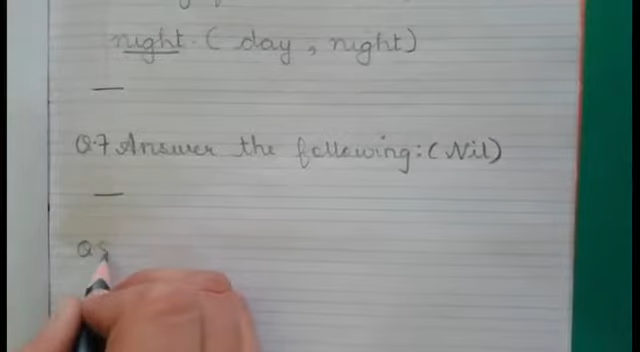 night. ( day , night)
—
Q.7 Answer the following:( Nil)
—
Q